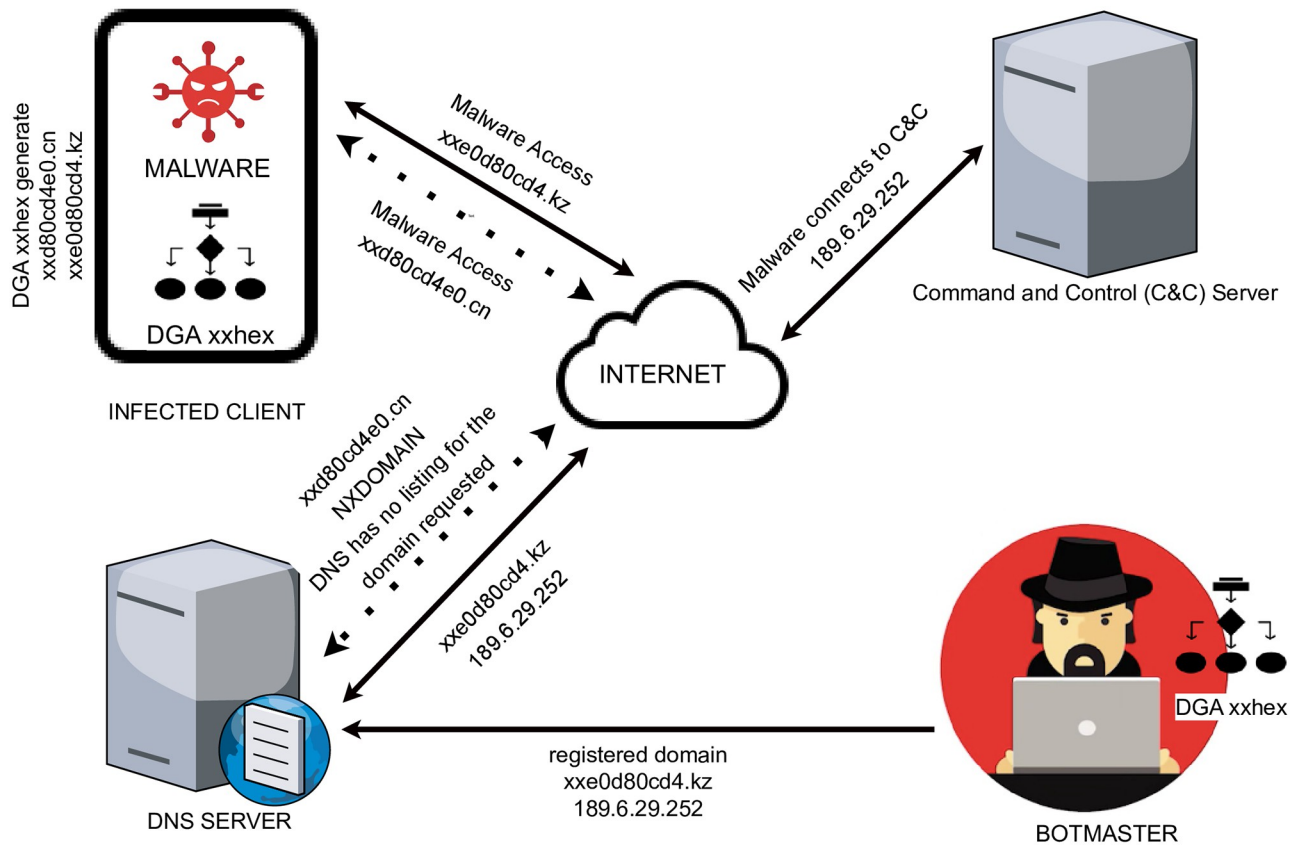 DGA xxhex generate
xxd80cd4e0.cn
xxe0d80cd4.kz
MALWARE
DGA xxhex
INFECTED CLIENT
Malware Access
xxe0d80cd4.kz
Malware Access
xxd80cd4e0.cn
INTERNET
Malware connects to C&C
189.6.29.252
Command and Control (C&C) Server
xxd80cd4e0.cn
NXDOMAIN
DNS has no listing for the
domain requested
xxe0d80cd4.kz
189.6.29.252
DNS SERVER
registered domain
xxe0d80cd4.kz
189.6.29.252
DGA xxhex
BOTMASTER